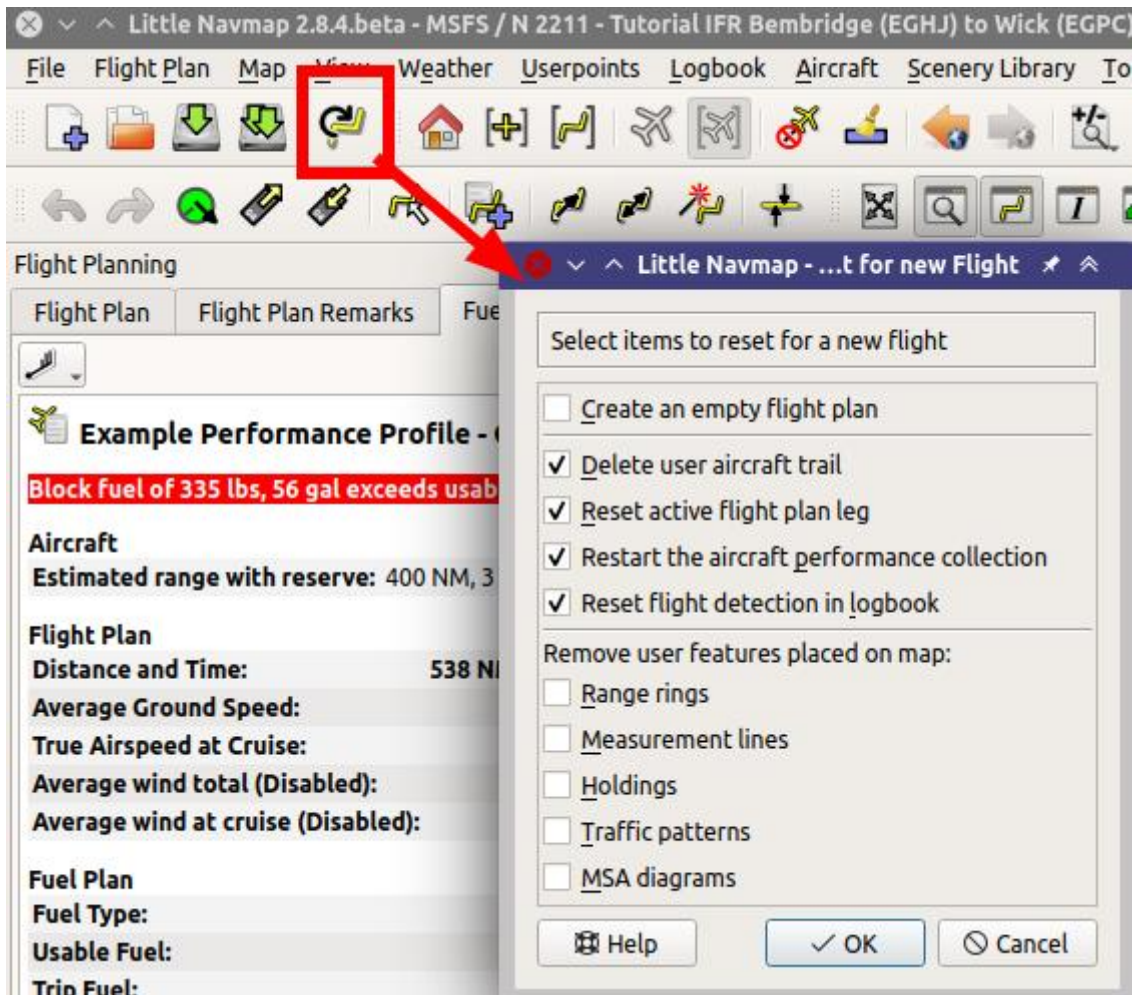 Little Navmap 2.8.4.beta - MSFS / N 2211 - Tutorial IFR Bembridge (EGHJ) to Wick (EGPC)
File Flight Plan Map View Weather Userpoints Logbook Aircraft Scenery Library To
Flight Planning
Flight Plan Flight Plan Remarks Fue
Example Performance Profile -
Block fuel of 335 lbs, 56 gal exceeds usab
Aircraft
Estimated range with reserve: 400 NM, 3
Flight Plan
Distance and Time: 538 N
Average Ground Speed:
True Airspeed at Cruise:
Average wind total (Disabled):
Average wind at cruise (Disabled):
Fuel Plan
Fuel Type:
Usable Fuel:
Trip Fuel:
Little Navmap - ...t for new Flight
Select items to reset for a new flight
Create an empty flight plan
Delete user aircraft trail
Reset active flight plan leg
Restart the aircraft performance collection
Reset flight detection in logbook
Remove user features placed on map:
Range rings
Measurement lines
Holdings
Traffic patterns
MSA diagrams
Help OK Cancel